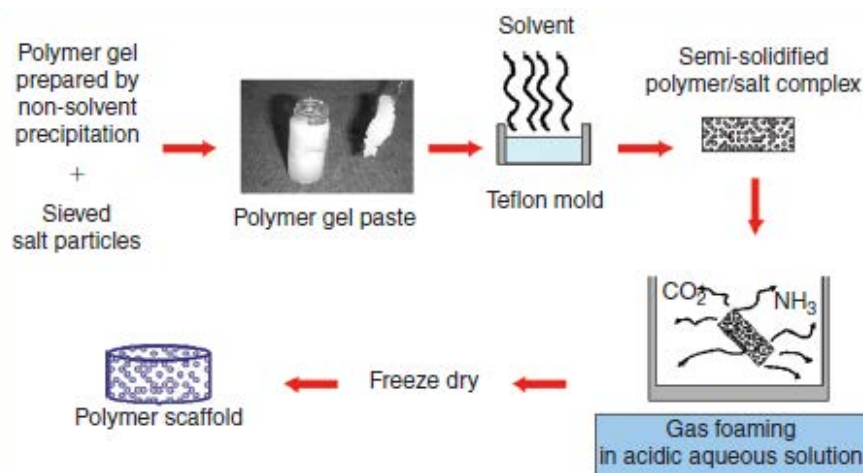 Polymer gel
prepared by
non-solvent
precipitation
+
Sieved
salt particles
Polymer gel paste
Solvent
Teflon mold
Semi-solidified
polymer/salt complex
CO2
NH3
Gas foaming
in acidic aqueous solution
Freeze dry
Polymer scaffold